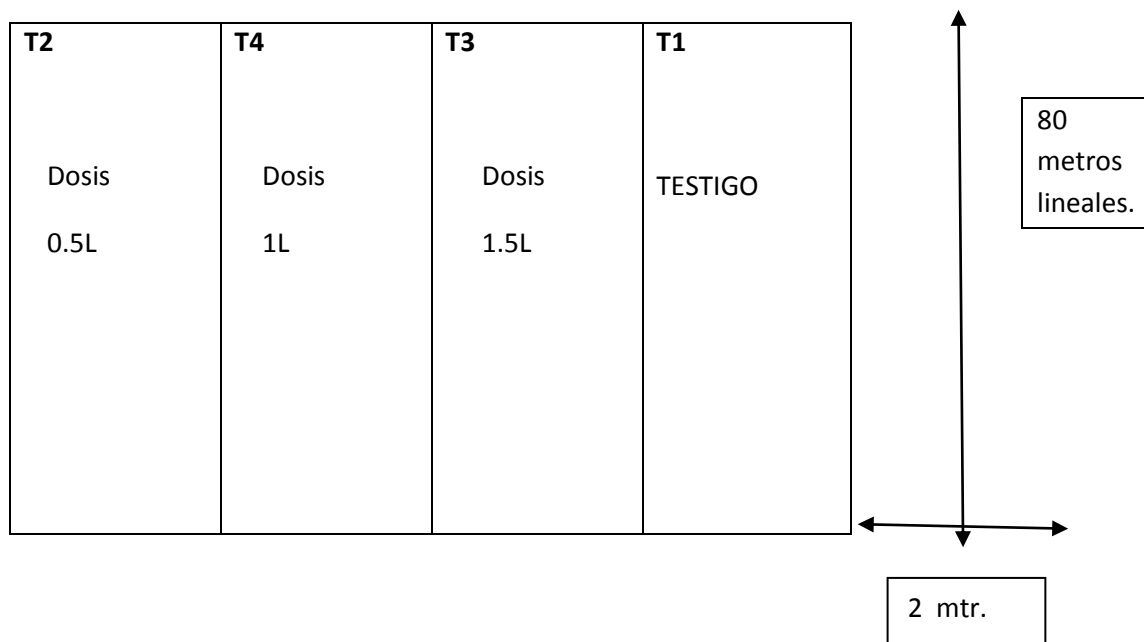 T2
T4
T3
T1
Dosis
0.5L
Dosis
1L
Dosis
1.5L
TESTIGO
80
metros
lineales.
2 mtr.